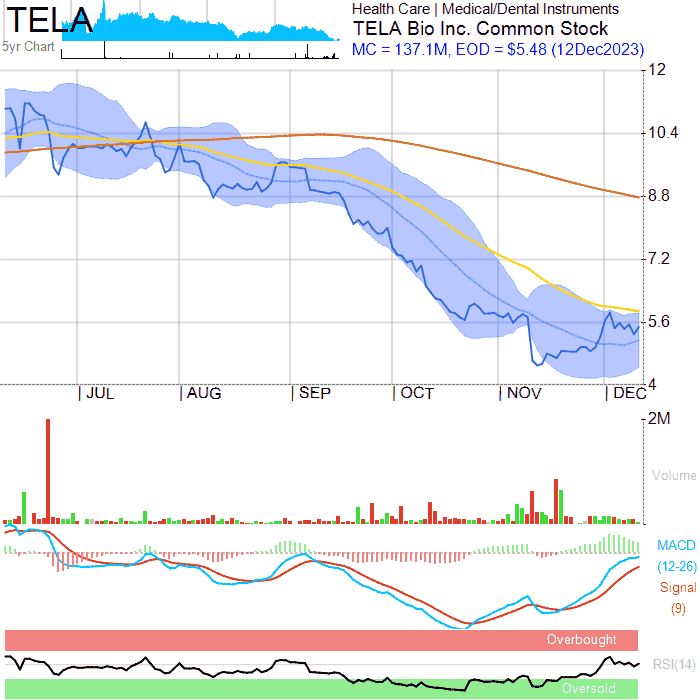 TELA
5yr Chart
Health Care | Medical/Dental Instruments
TELA Bio Inc. Common Stock
MC = 137.1M, EOD = $5.48 (12Dec2023)
12
10.4
8.8
7.2
5.6
4
| JUL | AUG | SEP | OCT | NOV | DEC
2M
Volume
MACD
(12-26)
Signal
(9)
Overbought
RSI(14)
Oversold